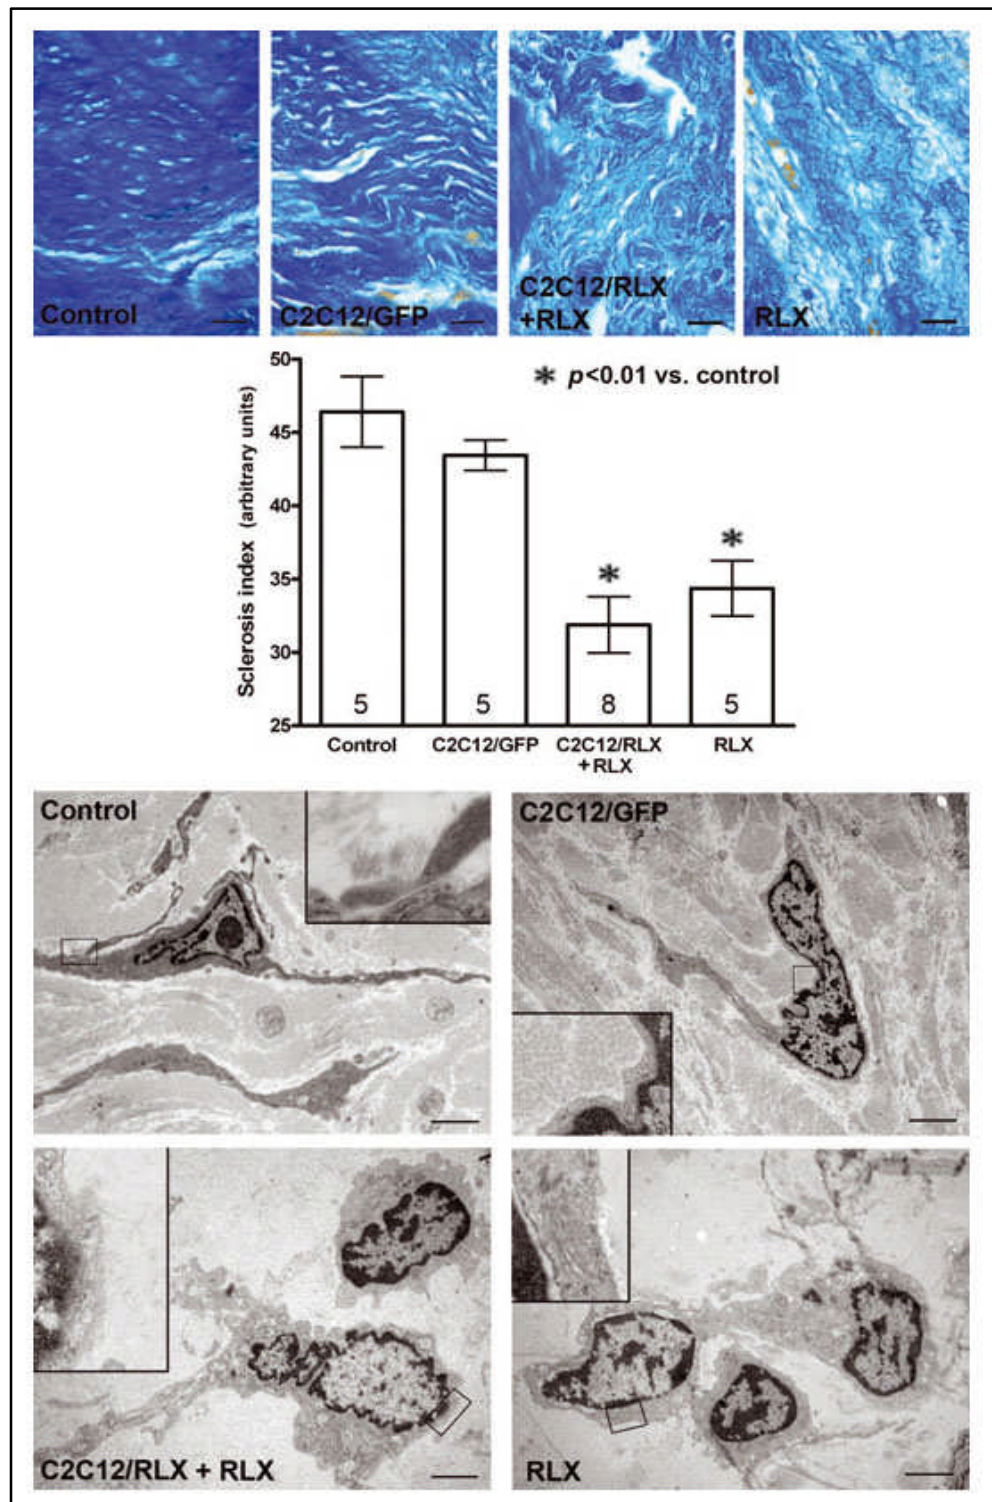 Control
C2C12/GFP
C2C12/RLX
+RLX
RLX
50
* p<0.01 vs. control
45
40
35
30
25
Sclerosis index (arbitrary units)
*
*
5
5
8
5
Control
C2C12/GFP
C2C12/RLX
+RLX
RLX
Control
C2C12/GFP
C2C12/RLX + RLX
RLX